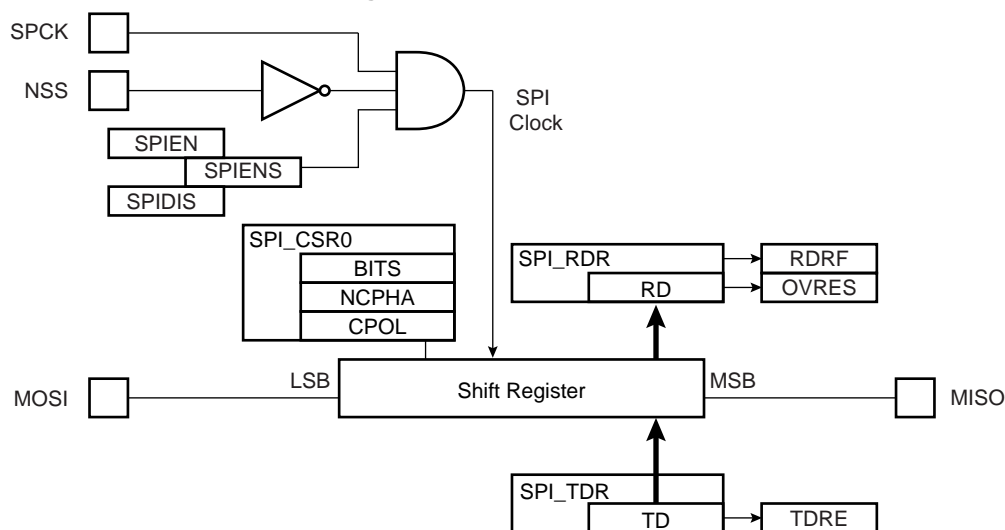 SPCK
NSS
SPI
Clock
SPIEN
SPIENS
SPIDIS
SPI_CSR0
BITS
NCPHA
CPOL
SPI_RDR
RD
RDRF
OVRES
MOSI
LSB
Shift Register
MSB
MISO
SPI_TDR
TD
TDRE